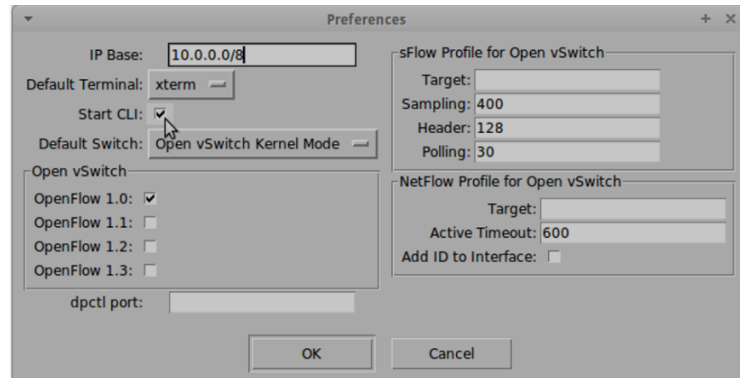 Preferences
IP Base: 10.0.0.0/8
Default Terminal: xterm
Start CLI:
Default Switch: Open vSwitch Kernel Mode
Open vSwitch
OpenFlow 1.0:
OpenFlow 1.1:
OpenFlow 1.2:
OpenFlow 1.3:
dpctl port:
sFlow Profile for Open vSwitch
Target:
Sampling: 400
Header: 128
Polling: 30
NetFlow Profile for Open vSwitch
Target:
Active Timeout: 600
Add ID to Interface:
OK
Cancel